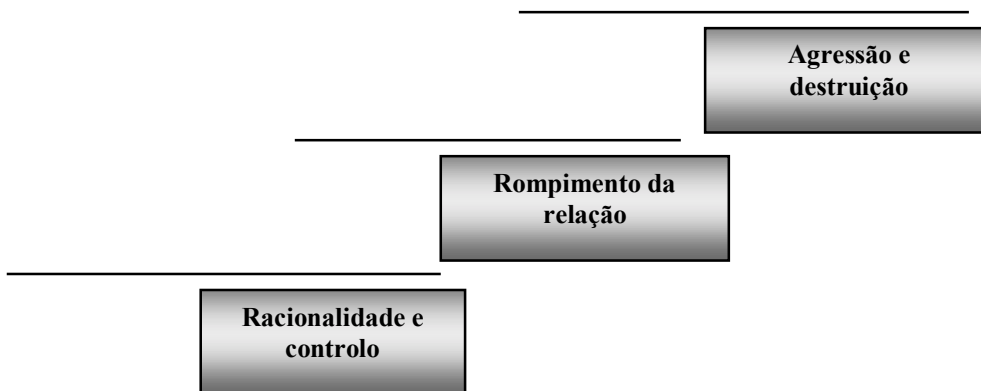 Agressão e
destruição
Rompimento da
relação
Racionalidade e
controlo